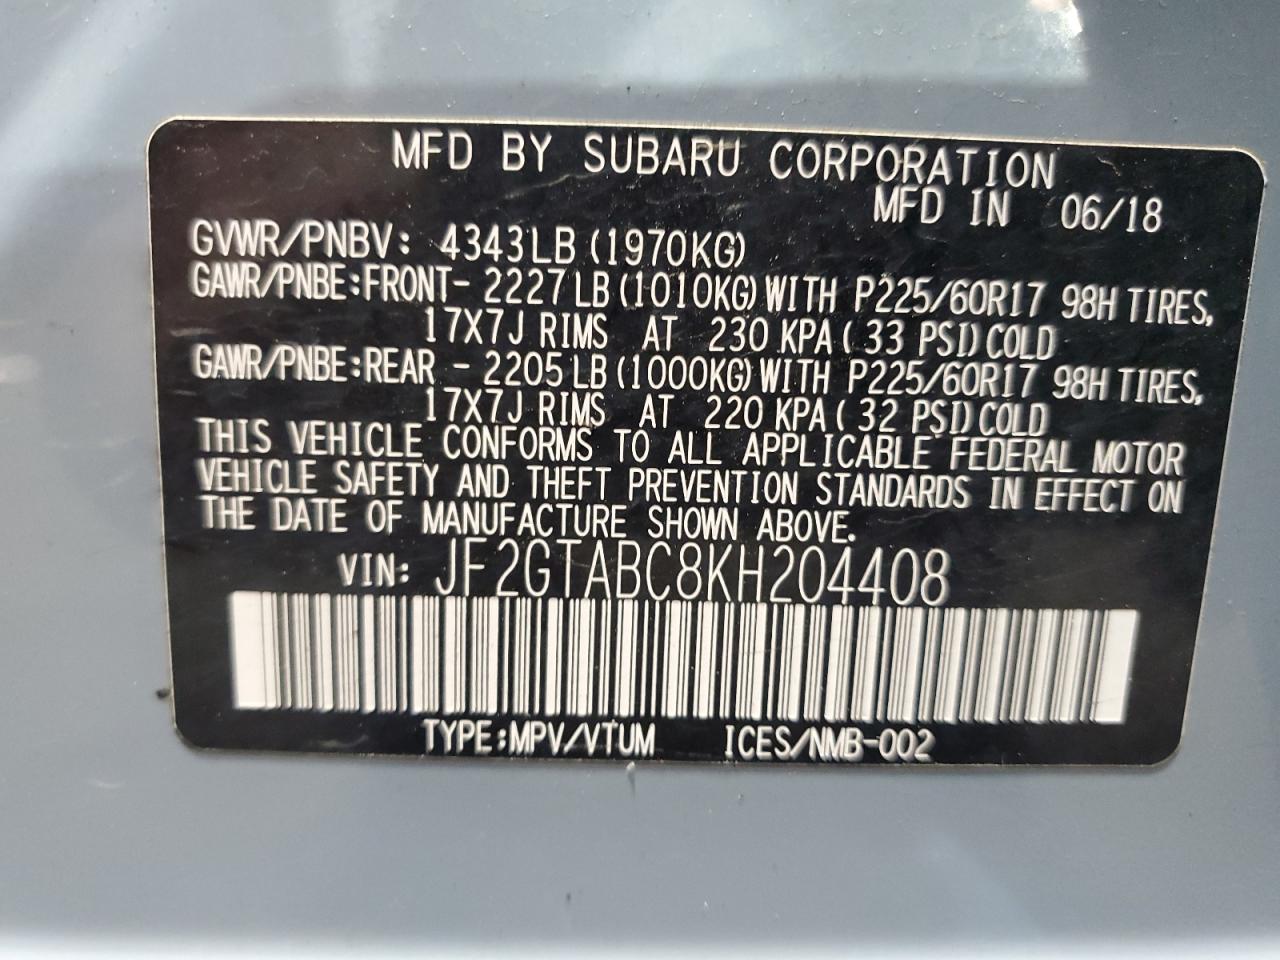 MFD BY SUBARU CORPORATION
MFD IN 06/18
GVWR/PNBV: 4343LB (1970KG)
GAWR/PNBE:FRONT- 2227LB (1010KG) WITH P225/60R17 98H TIRES,
17X7J RIMS AT 230 KPA ( 33 PSI) COLD
GAWR/PNBE:REAR - 2205LB (1000KG) WITH P225/60R17 98H TIRES,
17X7J RIMS AT 220 KPA ( 32 PSI) COLD
THIS VEHICLE CONFORMS TO ALL APPLICABLE FEDERAL MOTOR
VEHICLE SAFETY AND THEFT PREVENTION STANDARDS IN EFFECT ON
THE DATE OF MANUFACTURE SHOWN ABOVE.
VIN: JF2GTABC8KH204408
TYPE:MPV/VTUM ICES/NMB-002